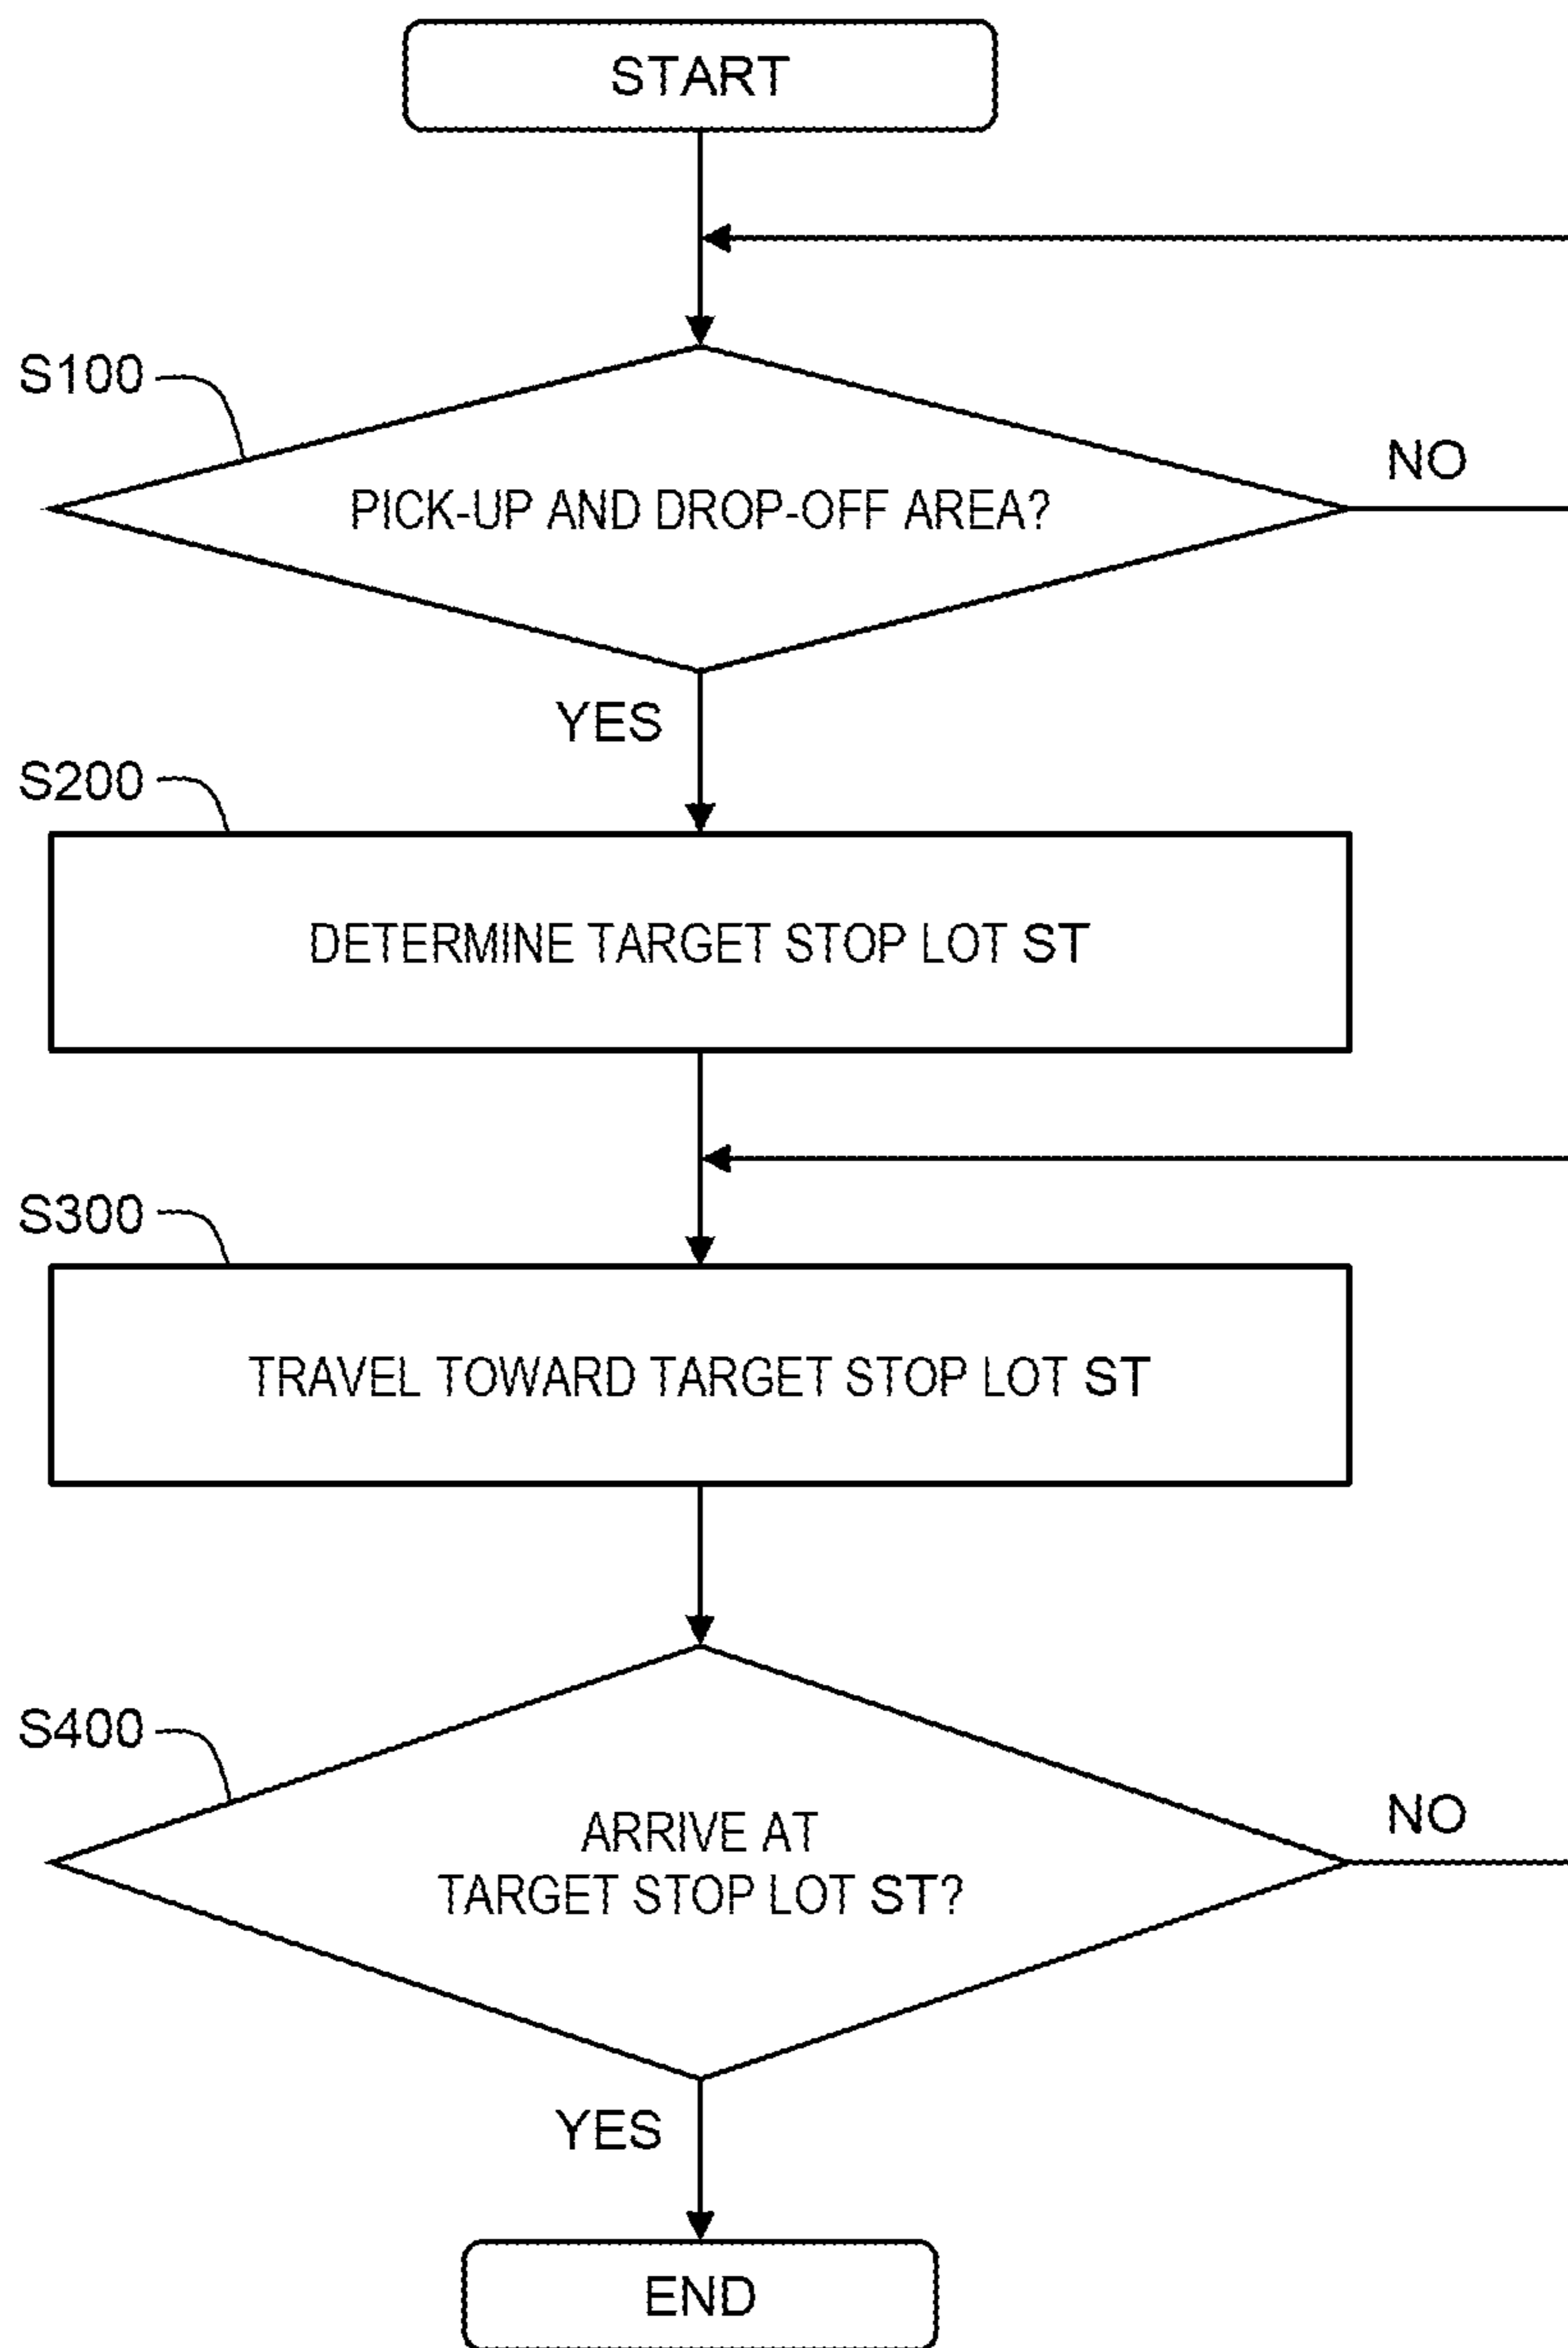 START
S100
PICK-UP AND DROP-OFF AREA?
NO
YES
S200
DETERMINE TARGET STOP LOT ST
S300
TRAVEL TOWARD TARGET STOP LOT ST
S400
ARRIVE AT
TARGET STOP LOT ST?
NO
YES
END